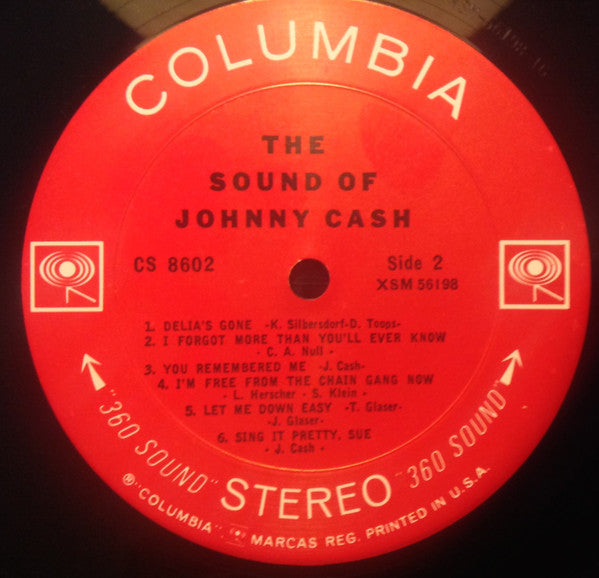 COLUMBIA
THE
SOUND OF
JOHNNY CASH
CS 8602
Side 2
XSM 56198
1. DELIA'S GONE -K. Silbersdorf-D. Toops-
2. I FORGOT MORE THAN YOU'LL EVER KNOW
- C. A. Null -
3. YOU REMEMBERED ME -J. Cash-
4. I'M FREE FROM THE CHAIN GANG NOW
- L. Herscher - S. Klein -
5. LET ME DOWN EASY -T. Glaser-
-J. Glaser-
6. SING IT PRETTY, SUE
- J. Cash -
"360 SOUND" STEREO "360 SOUND"
® "COLUMBIA", MARCAS REG. PRINTED IN U.S.A.